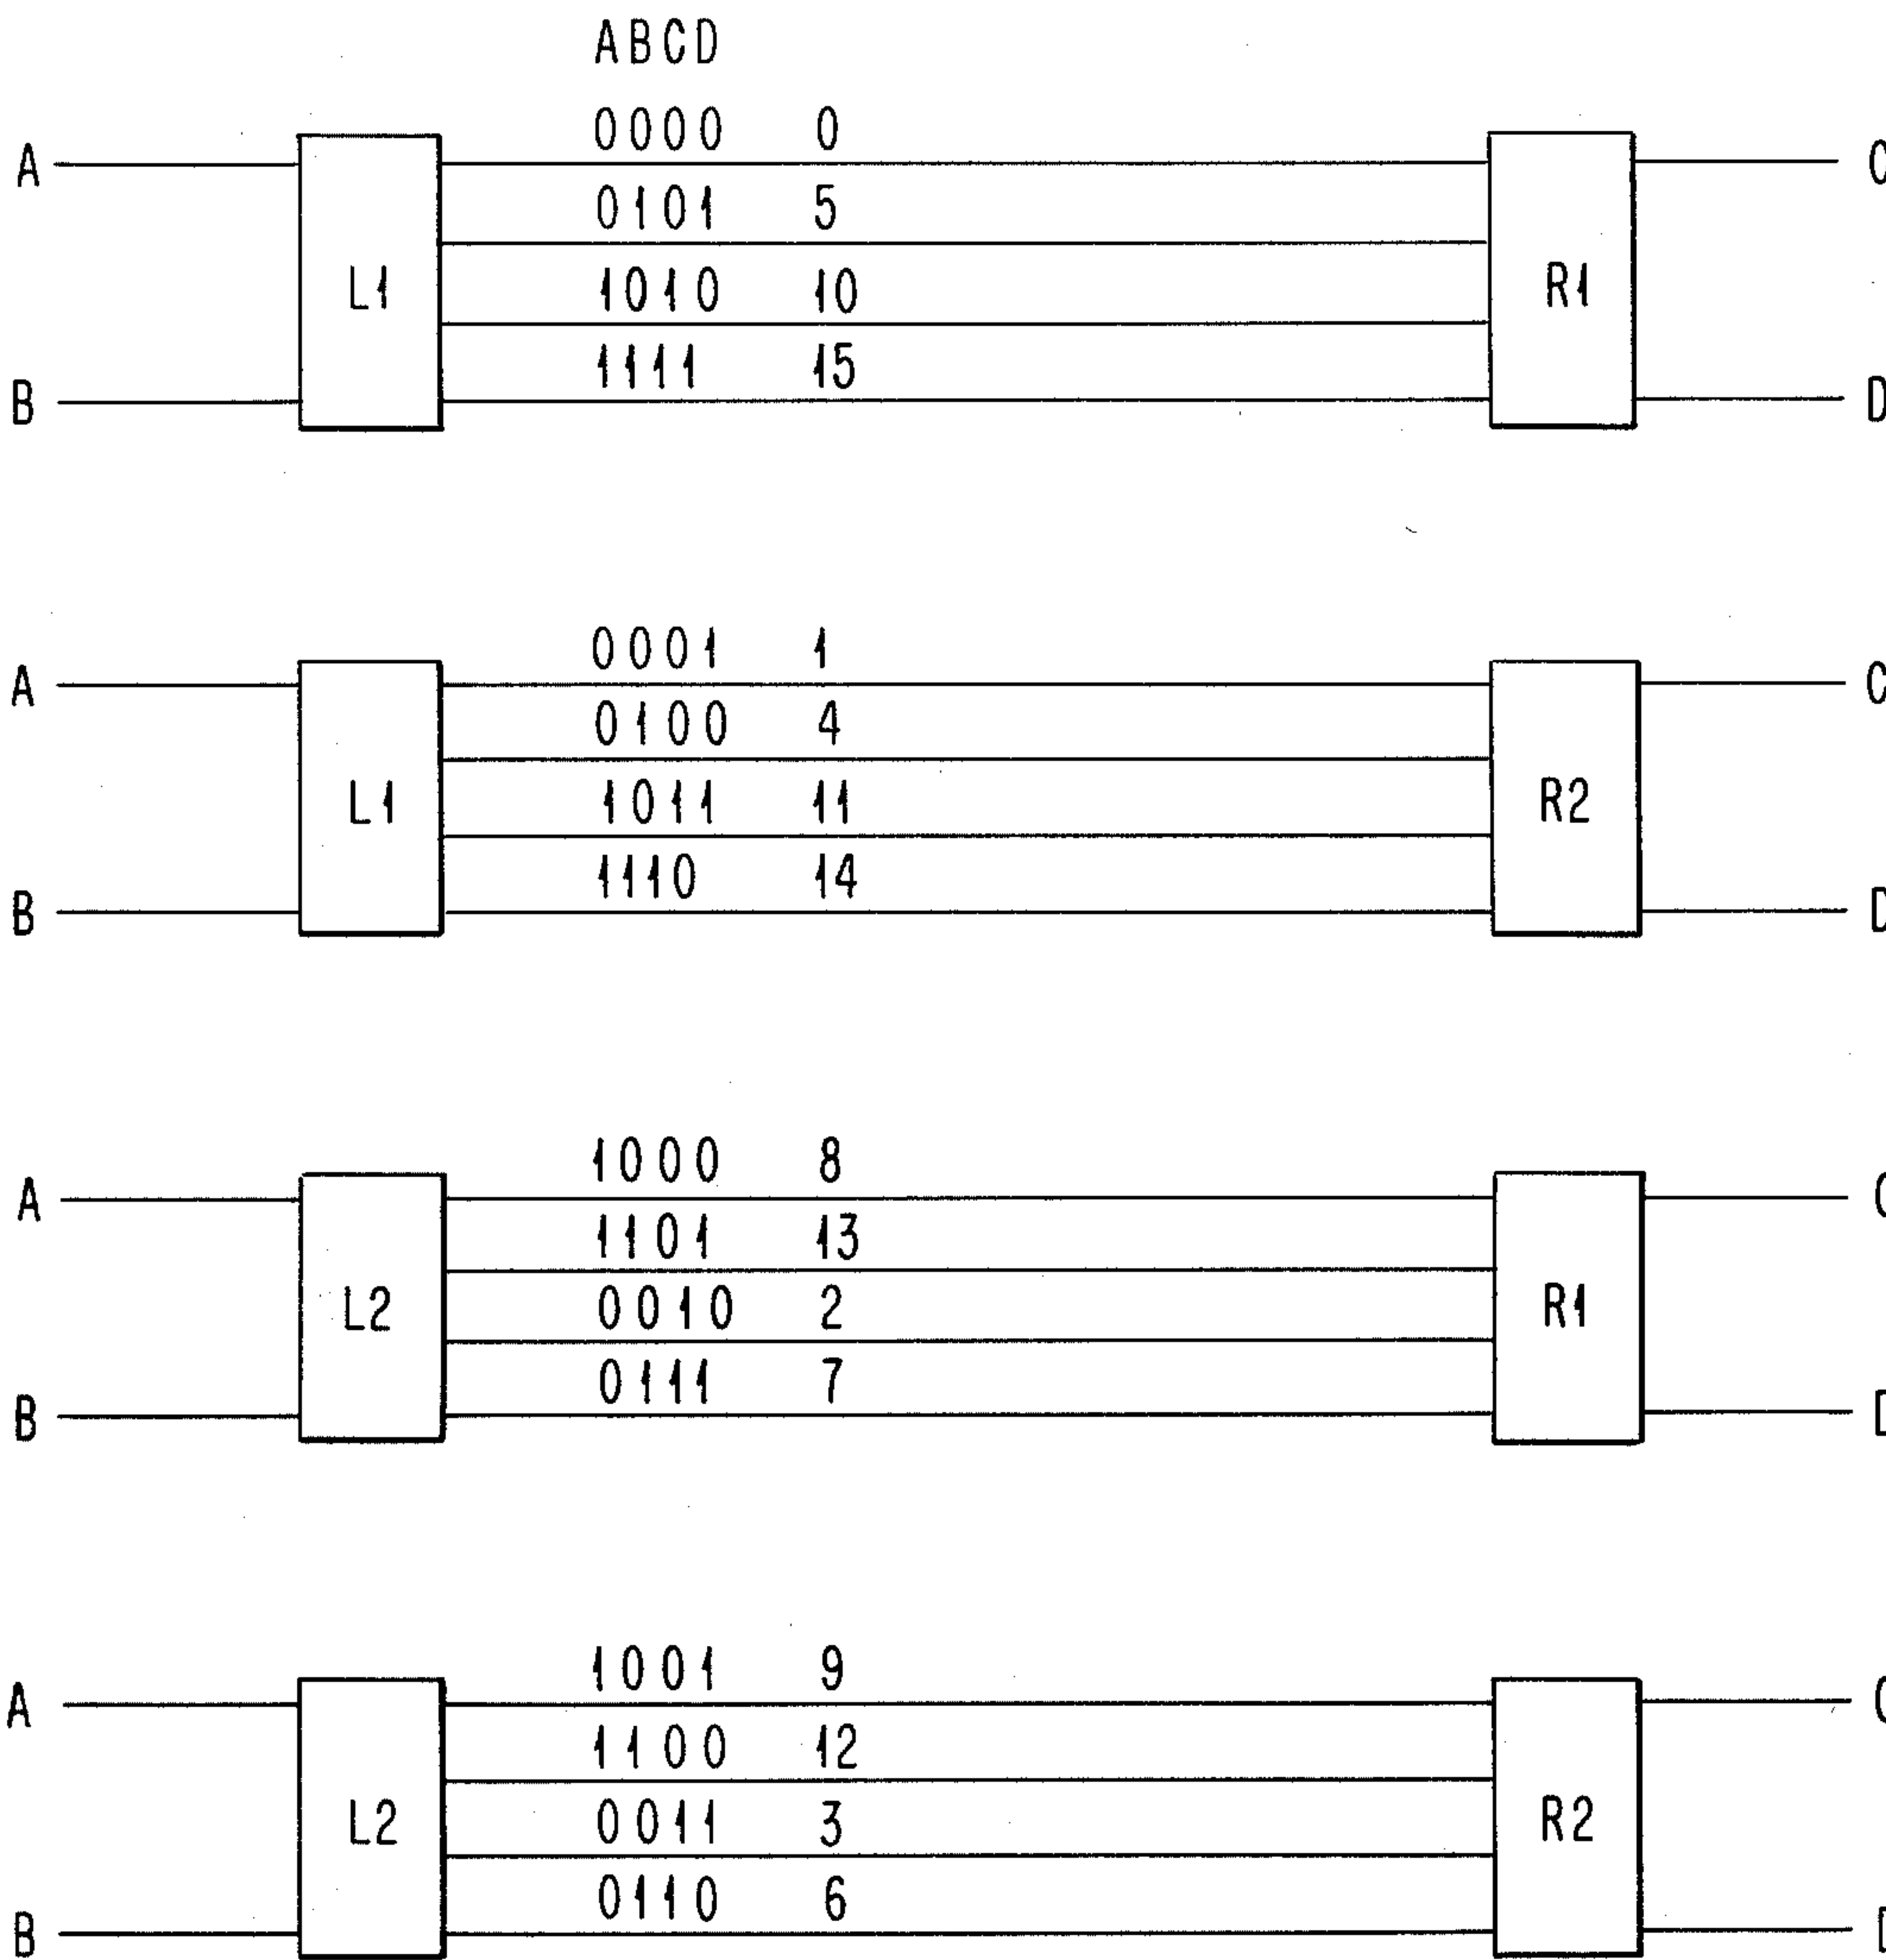 ABCD
0000 0
A C
0101 5
L1 1010 10 R1
1111 15
B D
0001 1
A C
0100 4
L1 1011 11 R2
1110 14
B D
1000 8
A
1101 13
L2 0010 2 R1
0111 7
B
1001 9
A
1100 12
L2 0011 3 R2
0110 6
B